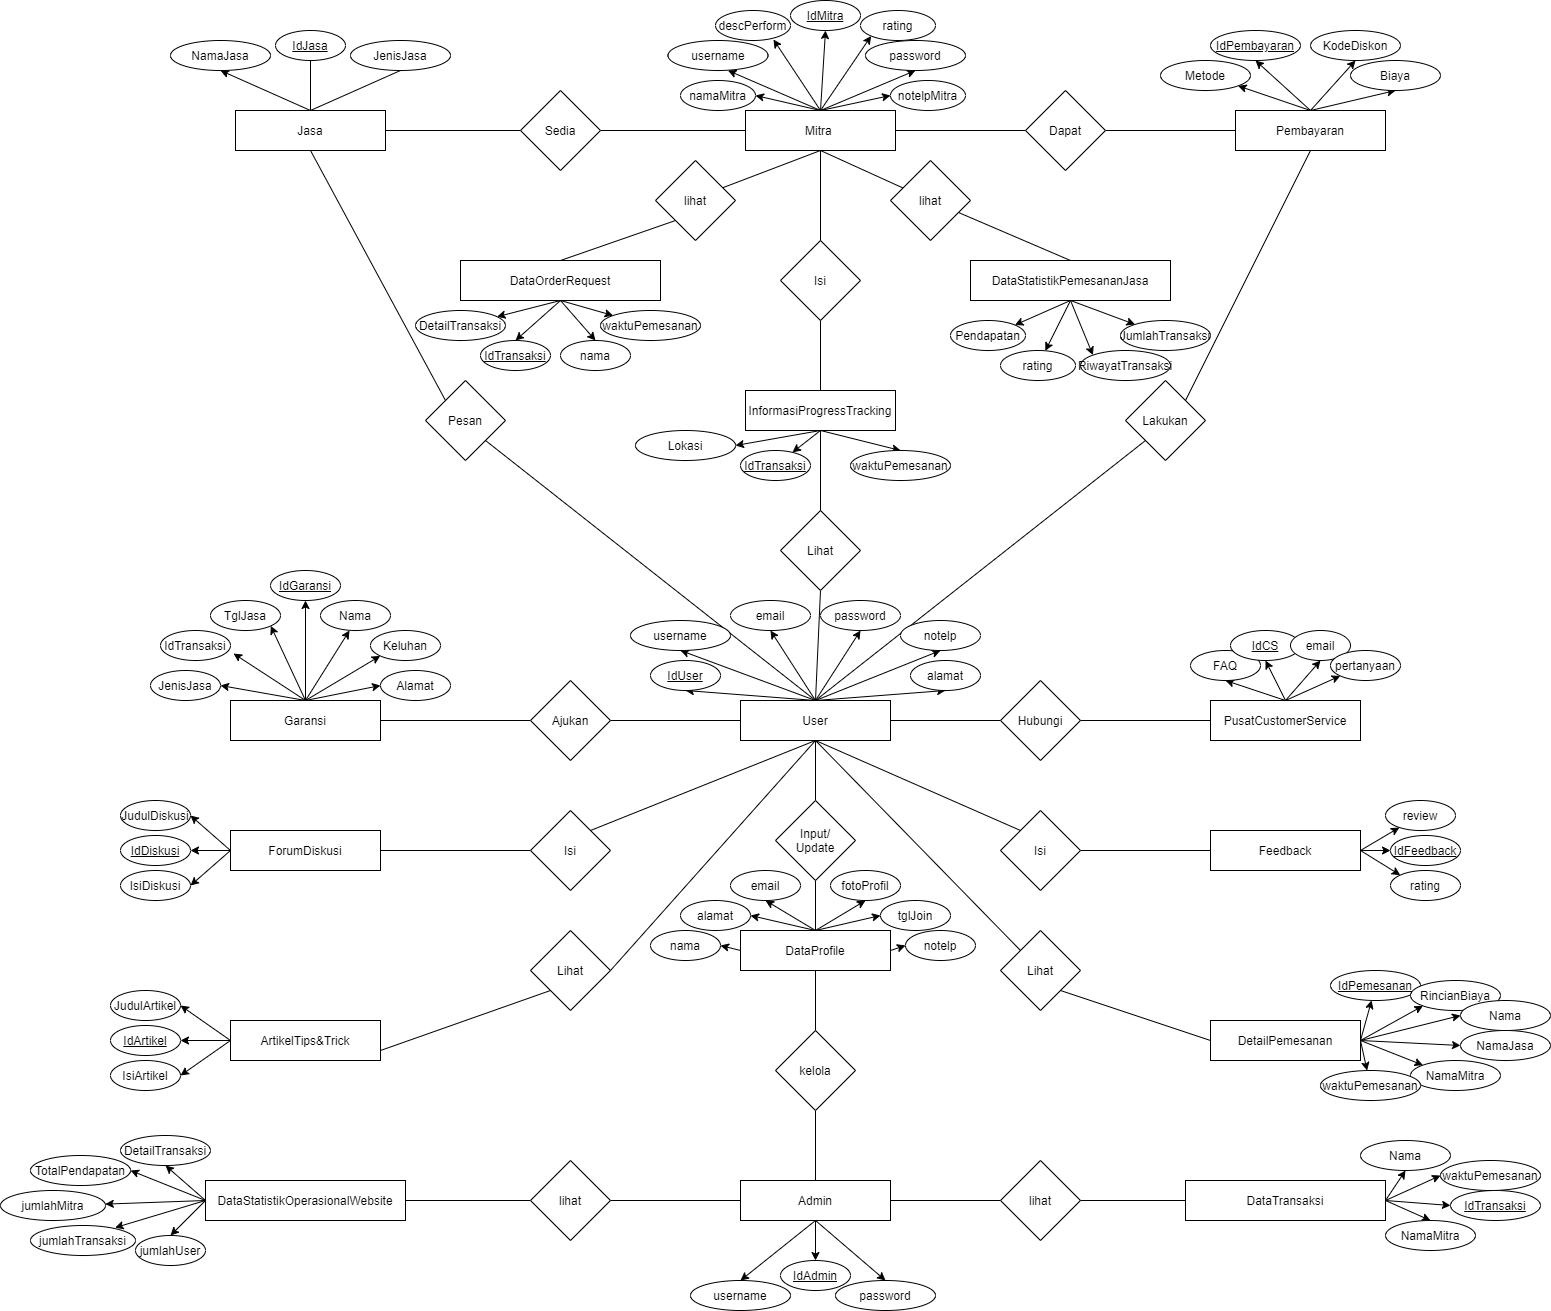 IdMitra
descPerform
rating
NamaJasa
IdJasa
JenisJasa
username
password
IdPembayaran
KodeDiskon
Metode
Biaya
namaMitra
notelpMitra
Jasa
Sedia
Mitra
Dapat
Pembayaran
lihat
lihat
DataOrderRequest
Isi
DataStatistikPemesananJasa
DetailTransaksi
waktuPemesanan
IdTransaksi
nama
Pendapatan
JumlahTransaksi
rating
RiwayatTransaksi
Pesan
InformasiProgressTracking
Lakukan
Lokasi
IdTransaksi
waktuPemesanan
Lihat
IdGaransi
TglJasa
Nama
IdTransaksi
Keluhan
JenisJasa
Alamat
email
password
username
notelp
IdUser
alamat
IdCS
email
FAQ
pertanyaan
Garansi
Ajukan
User
Hubungi
PusatCustomerService
JudulDiskusi
IdDiskusi
IsiDiskusi
ForumDiskusi
Isi
Input/
Update
Isi
Feedback
review
IdFeedback
rating
email
fotoProfil
alamat
tglJoin
nama
notelp
DataProfile
Lihat
Lihat
JudulArtikel
IdArtikel
IsiArtikel
ArtikelTips&Trick
DetailPemesanan
IdPemesanan
RincianBiaya
Nama
NamaJasa
NamaMitra
waktuPemesanan
kelola
DetailTransaksi
TotalPendapatan
jumlahMitra
jumlahTransaksi
jumlahUser
DataStatistikOperasionalWebsite
lihat
Admin
lihat
DataTransaksi
Nama
waktuPemesanan
IdTransaksi
NamaMitra
IdAdmin
username
password